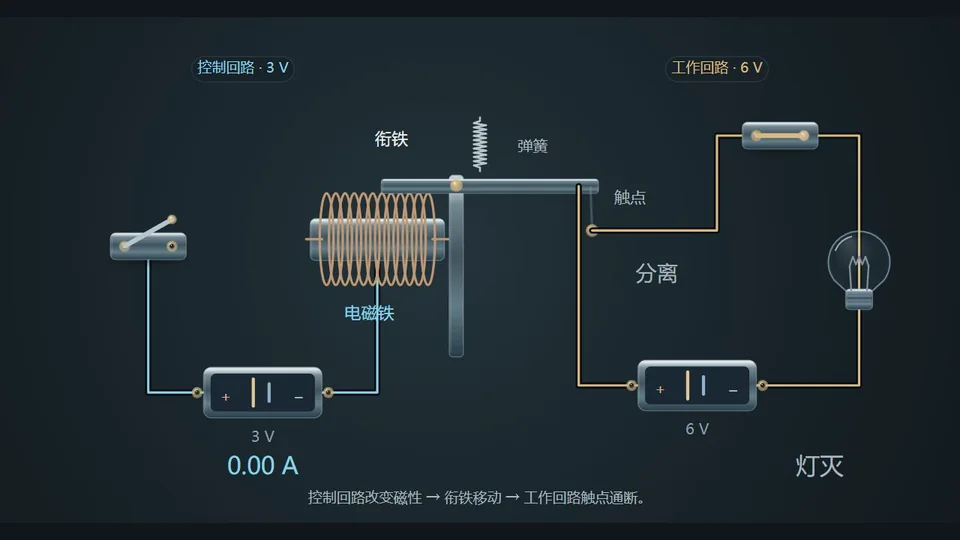 控制回路 · 3 V
工作回路 · 6 V
衔铁
弹簧
触点
分离
电磁铁
+ −
+ −
3 V
6 V
0.00 A
灯灭
控制回路改变磁性 → 衔铁移动 → 工作回路触点通断。